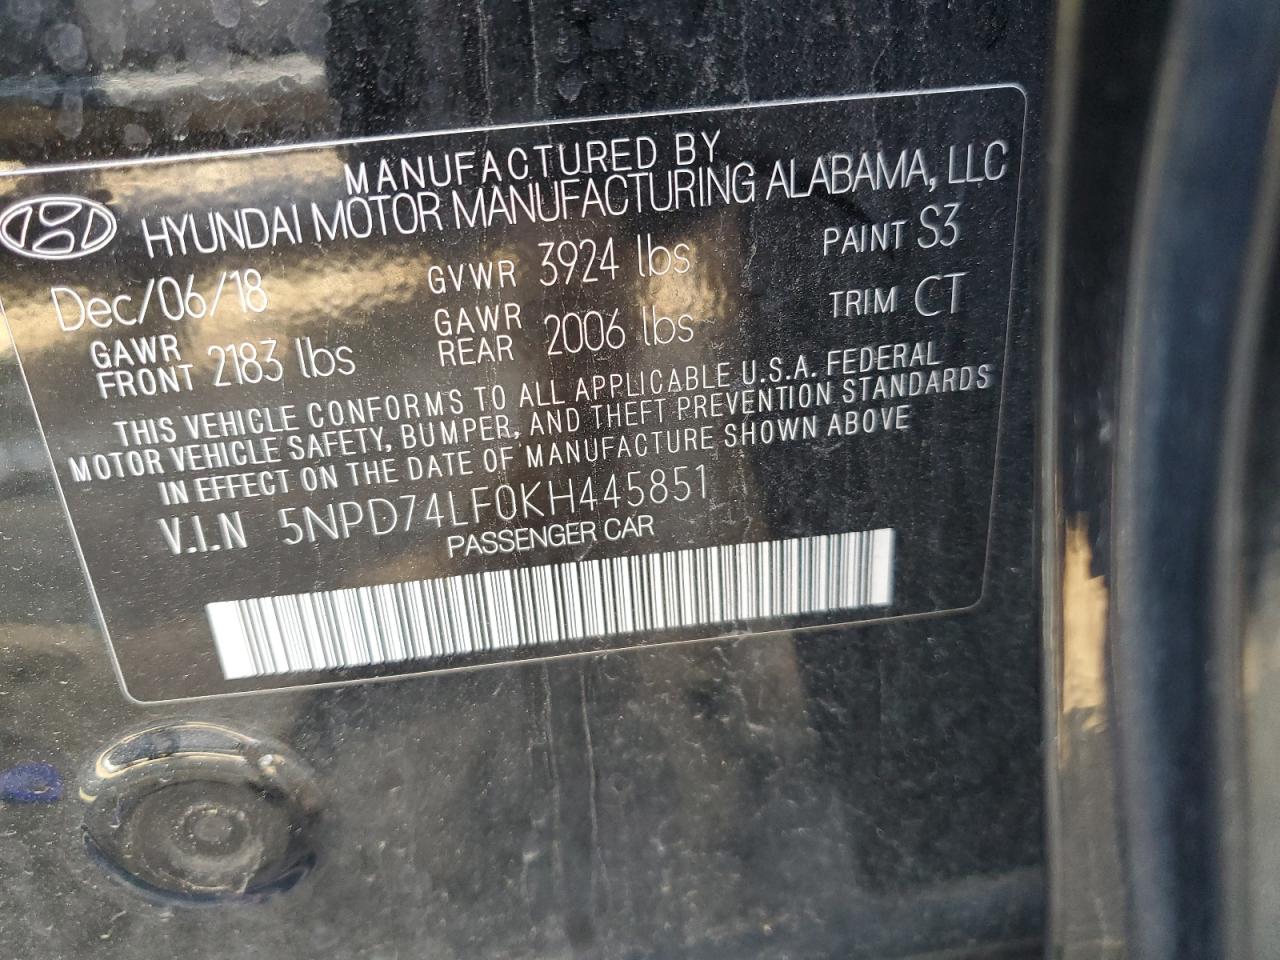 MANUFACTURED BY
HYUNDAI MOTOR MANUFACTURING ALABAMA, LLC
Dec/06/18 GVWR 3924 lbs PAINT S3
GAWR FRONT 2183 lbs GAWR REAR 2006 lbs TRIM CT
THIS VEHICLE CONFORMS TO ALL APPLICABLE U.S.A. FEDERAL
MOTOR VEHICLE SAFETY, BUMPER, AND THEFT PREVENTION STANDARDS
IN EFFECT ON THE DATE OF MANUFACTURE SHOWN ABOVE
V.I.N 5NPD74LF0KH445851
PASSENGER CAR